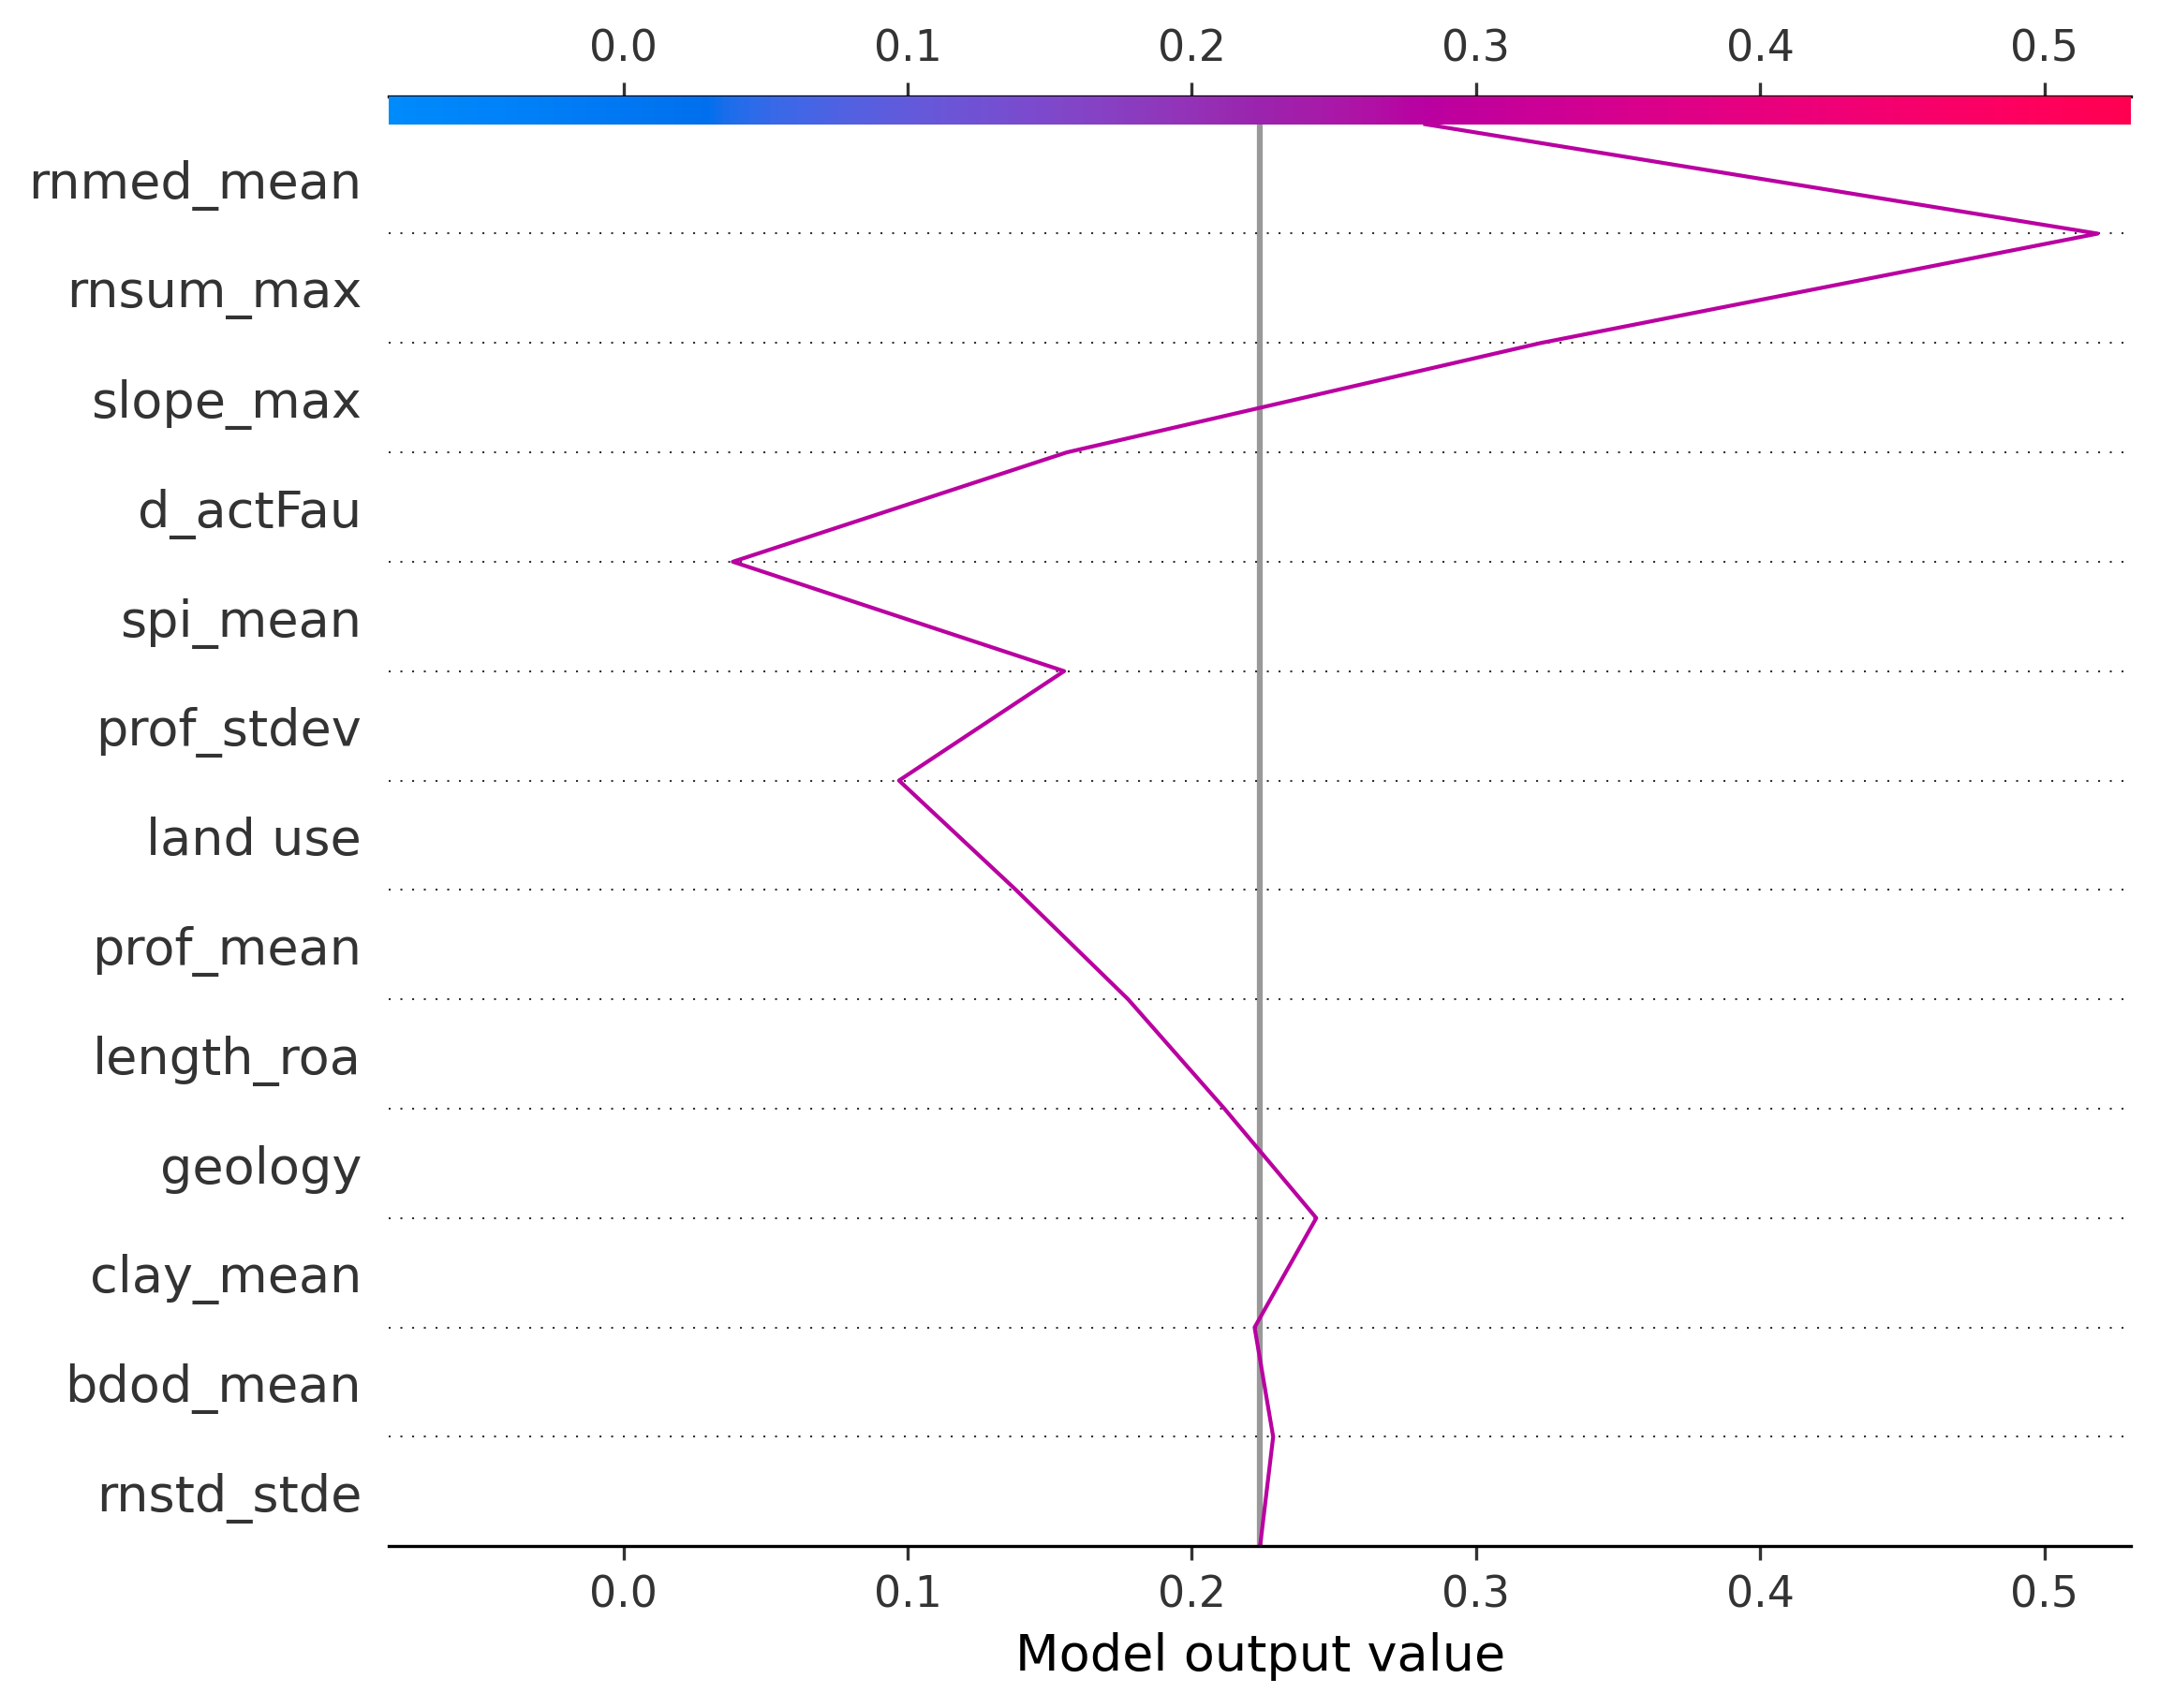 0.0 0.1 0.2 0.3 0.4 0.5
rnmed_mean
rnsum_max
slope_max
d_actFau
spi_mean
prof_stdev
land use
prof_mean
length_roa
geology
clay_mean
bdod_mean
rnstd_stde
0.0 0.1 0.2 0.3 0.4 0.5
Model output value